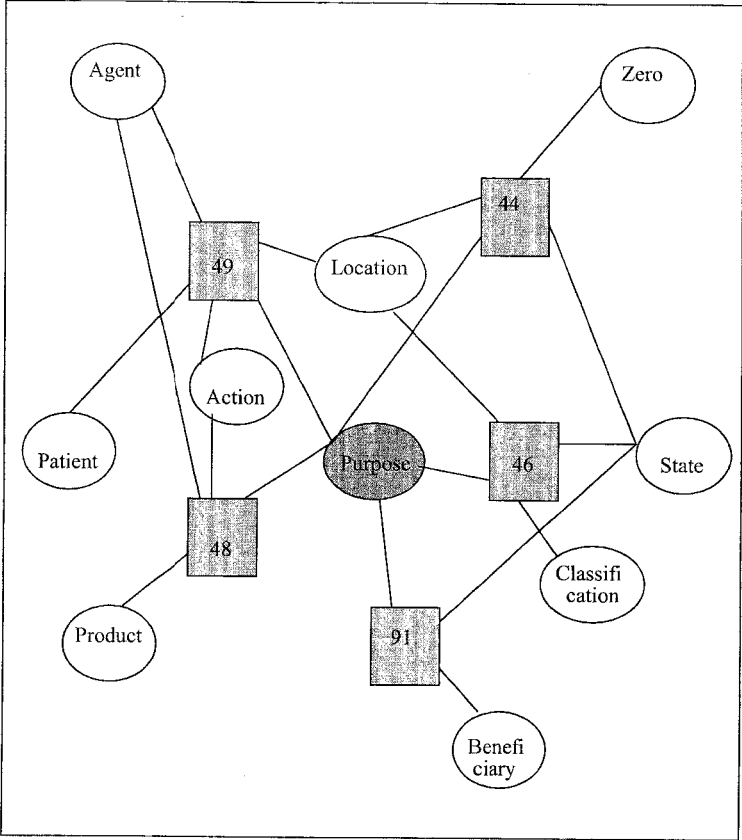 Agent
Zero
44
49
Location
Action
Patient
Purpose
46
State
48
Classifi
cation
Product
91
Benefi
ciary